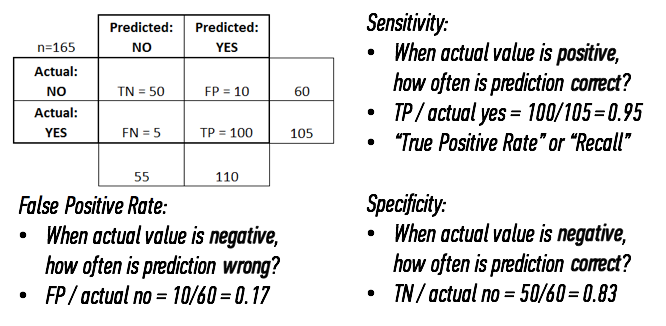 Predicted: Predicted:
n=165 NO YES
Actual:
NO TN = 50 FP = 10 60
Actual:
YES FN = 5 TP = 100 105
55 110
Sensitivity:
• When actual value is positive,
how often is prediction correct?
• TP / actual yes = 100/105 = 0.95
• “True Positive Rate” or “Recall”
False Positive Rate:
• When actual value is negative,
how often is prediction wrong?
• FP / actual no = 10/60 = 0.17
Specificity:
• When actual value is negative,
how often is prediction correct?
• TN / actual no = 50/60 = 0.83